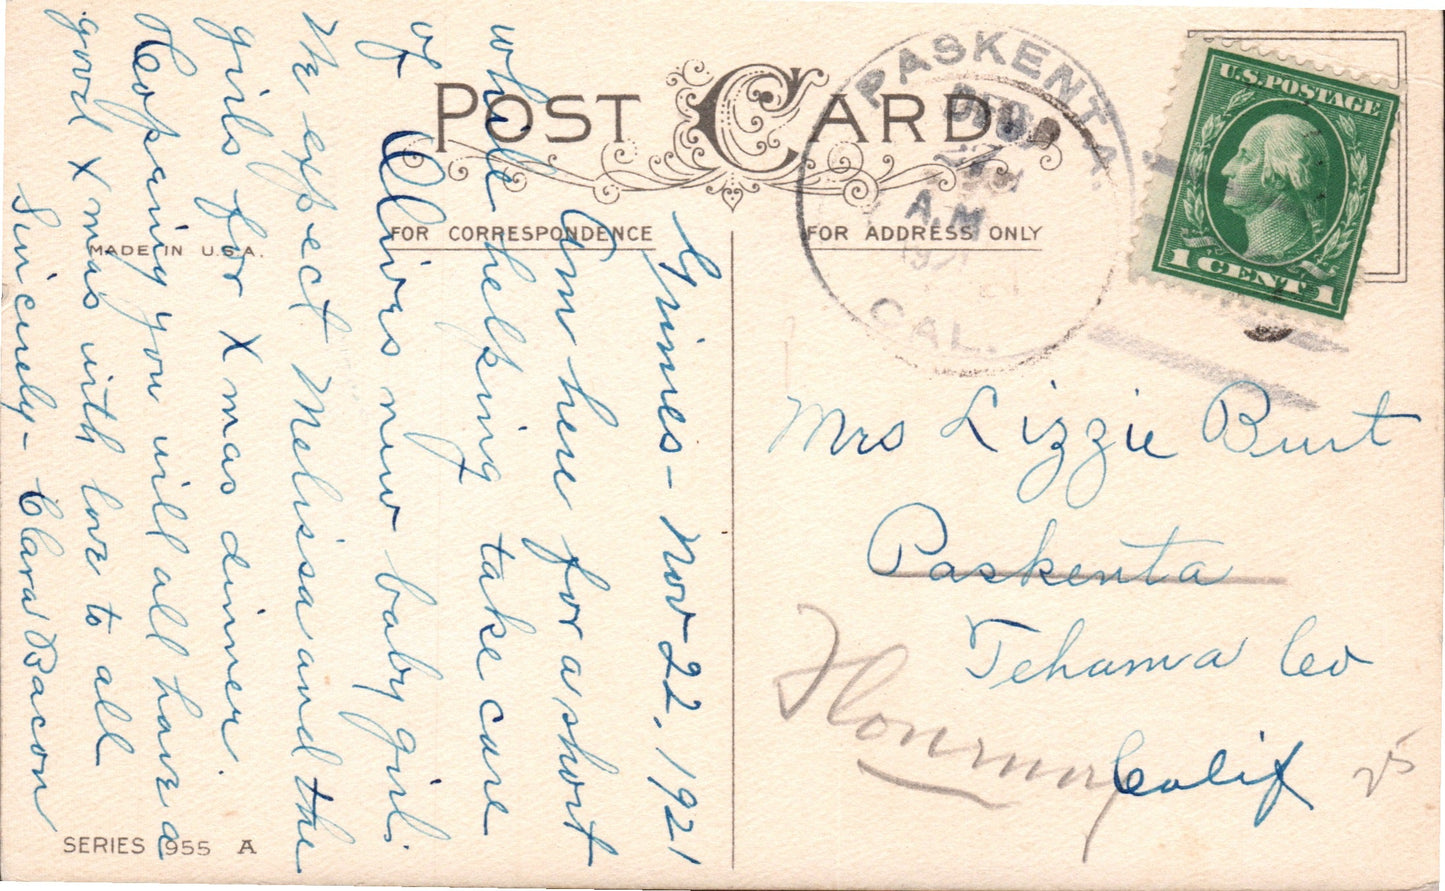 POST CARD
FOR CORRESPONDENCE
FOR ADDRESS ONLY
MADE IN U.S.A.
SERIES 955 A
PASKENTA,
A.M
CAL.
U.S. POSTAGE
1 CENT 1
Grimes - Nov 22, 1921
Am here for a short
while helping take care
of Olives new baby girl.
We expect Melissa and the
girls for Xmas dinner.
Hoping you will all have a
good Xmas with love to all
Sincerely - Clara Bacon
Mrs Lizzie Burt
Paskenta
Tehama Co
Calif
25